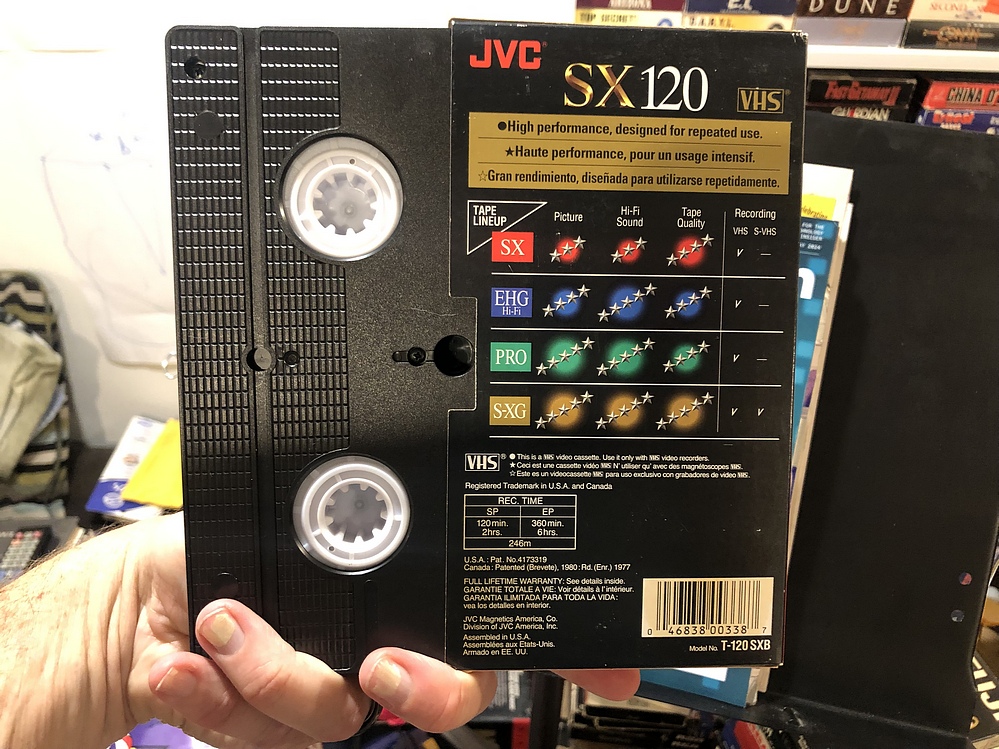 DUNE
CHINA
JVC
SX 120
VHS
●High performance, designed for repeated use.
★Haute performance, pour un usage intensif.
☆Gran rendimiento, diseñada para utilizarse repetidamente.
TAPE LINEUP
Picture
Hi-Fi Sound
Tape Quality
Recording
VHS S-VHS
SX
EHG Hi-Fi
PRO
S-XG
VHS
● This is a VHS video cassette. Use it only with VHS video recorders.
★ Ceci est une cassette vidéo VHS N' utiliser qu' avec des magnétoscopes VHS.
☆ Este es un videocassette VHS para uso exclusivo con grabadores de video VHS.
Registered Trademark in U.S.A. and Canada
REC. TIME
SP EP
120min. 360min.
2hrs. 6hrs.
246m
U.S.A.: Pat. No.4173319
Canada: Patented (Brevete), 1980: Rd.(Enr.) 1977
FULL LIFETIME WARRANTY: See details inside.
GARANTIE TOTALE A VIE: Voir détails à l'intérieur.
GARANTIA ILIMITADA PARA TODA LA VIDA:
vea los detalles en interior.
JVC Magnetics America, Co.
Division of JVC America, Inc.
Assembled in U.S.A.
Assemblées aux Etats-Unis.
Armado en EE. UU.
0 46838 00338 7
Model No. T-120 SXB